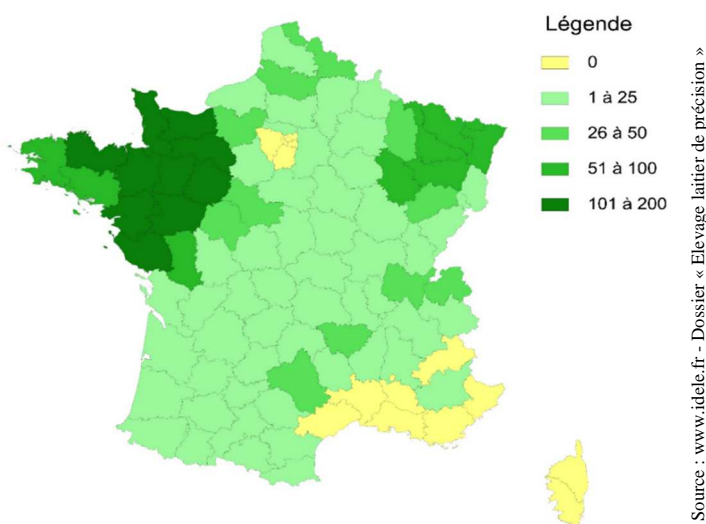 Légende
0
1 à 25
26 à 50
51 à 100
101 à 200
Source : www.idele.fr - Dossier « Elevage laitier de précision »